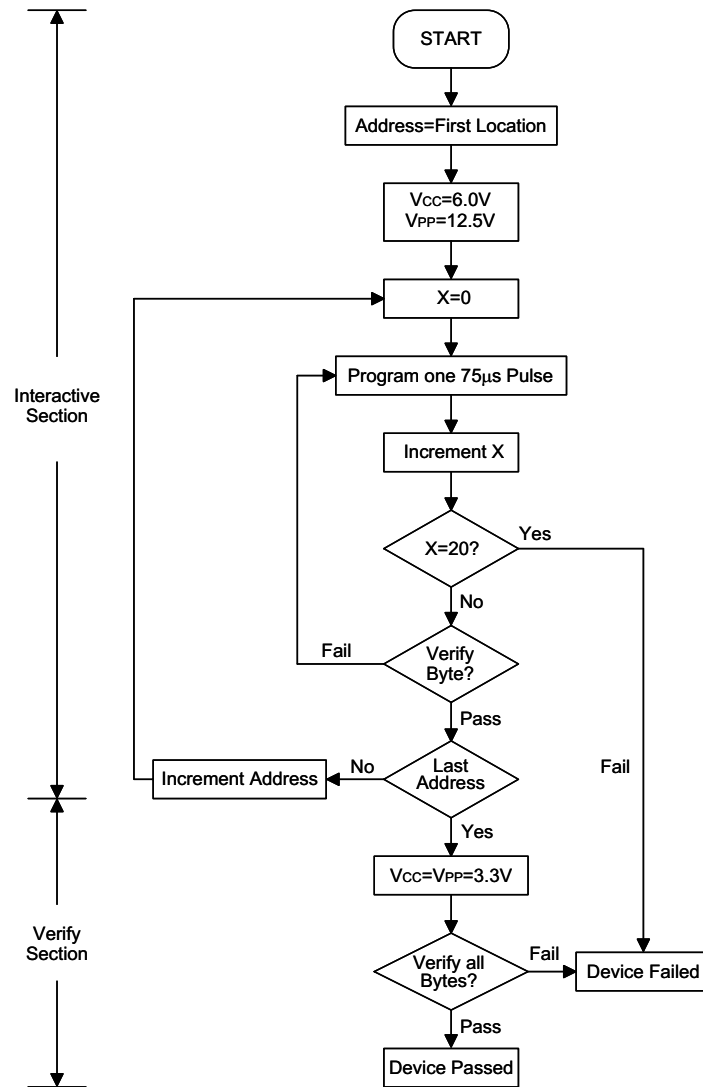 START
Address=First Location
VCC=6.0V
VPP=12.5V
X=0
Program one 75μs Pulse
Interactive
Section
Increment X
X=20?
Yes
No
Verify
Byte?
Fail
Pass
Last
Address
No
Increment Address
Fail
Yes
VCC=VPP=3.3V
Verify
Section
Verify all
Bytes?
Fail
Device Failed
Pass
Device Passed